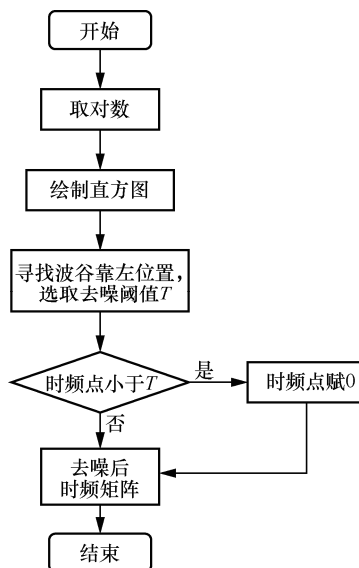 开始
取对数
绘制直方图
寻找波谷靠左位置，
选取去噪阈值T
时频点小于T
是
时频点赋0
否
去噪后
时频矩阵
结束